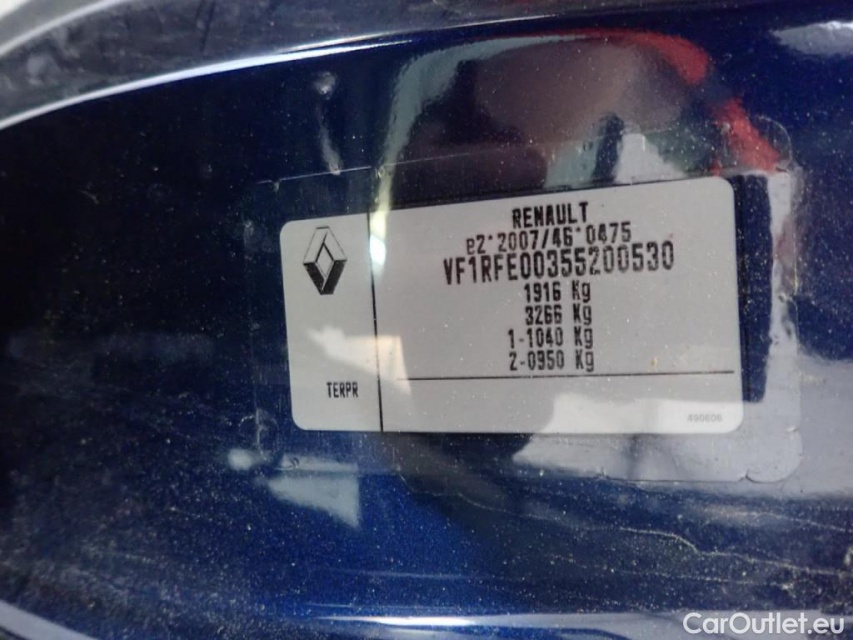 RENAULT
e2*2007/46*0475
VF1RFE00355200530
1916 Kg
3266 Kg
1-1040 Kg
2-0950 Kg
TERPR
490606
CarOutlet.eu